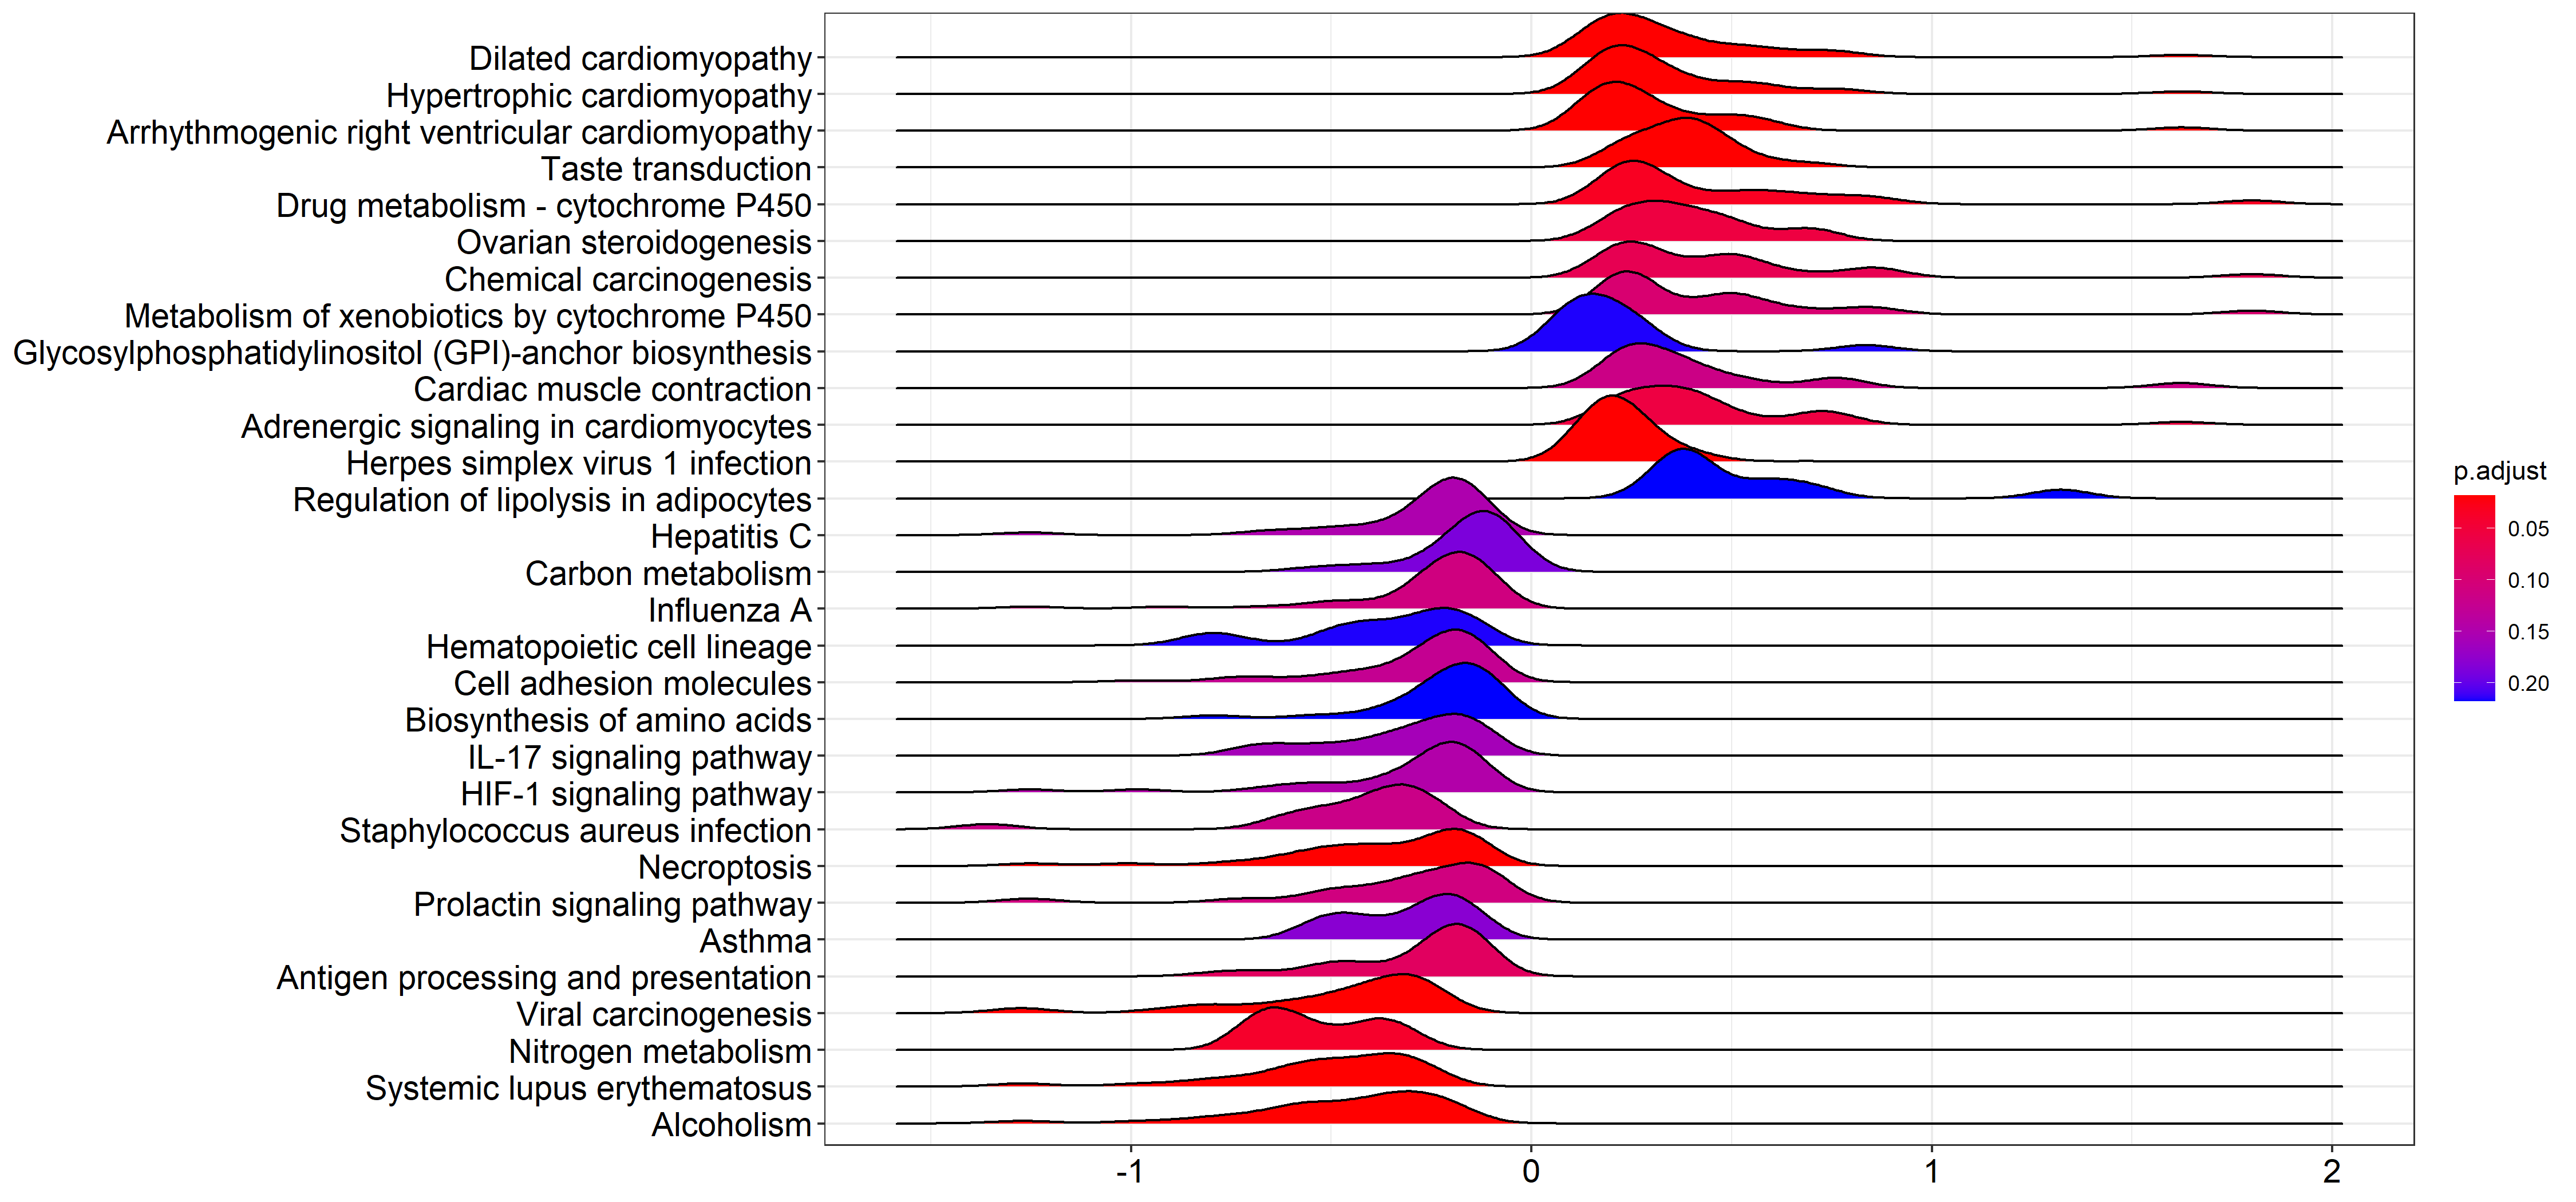 Dilated cardiomyopathy
Hypertrophic cardiomyopathy
Arrhythmogenic right ventricular cardiomyopathy
Taste transduction
Drug metabolism - cytochrome P450
Ovarian steroidogenesis
Chemical carcinogenesis
Metabolism of xenobiotics by cytochrome P450
Glycosylphosphatidylinositol (GPI)-anchor biosynthesis
Cardiac muscle contraction
Adrenergic signaling in cardiomyocytes
Herpes simplex virus 1 infection
Regulation of lipolysis in adipocytes
Hepatitis C
Carbon metabolism
Influenza A
Hematopoietic cell lineage
Cell adhesion molecules
Biosynthesis of amino acids
IL-17 signaling pathway
HIF-1 signaling pathway
Staphylococcus aureus infection
Necroptosis
Prolactin signaling pathway
Asthma
Antigen processing and presentation
Viral carcinogenesis
Nitrogen metabolism
Systemic lupus erythematosus
Alcoholism
-1 0 1 2
p.adjust
0.05
0.10
0.15
0.20